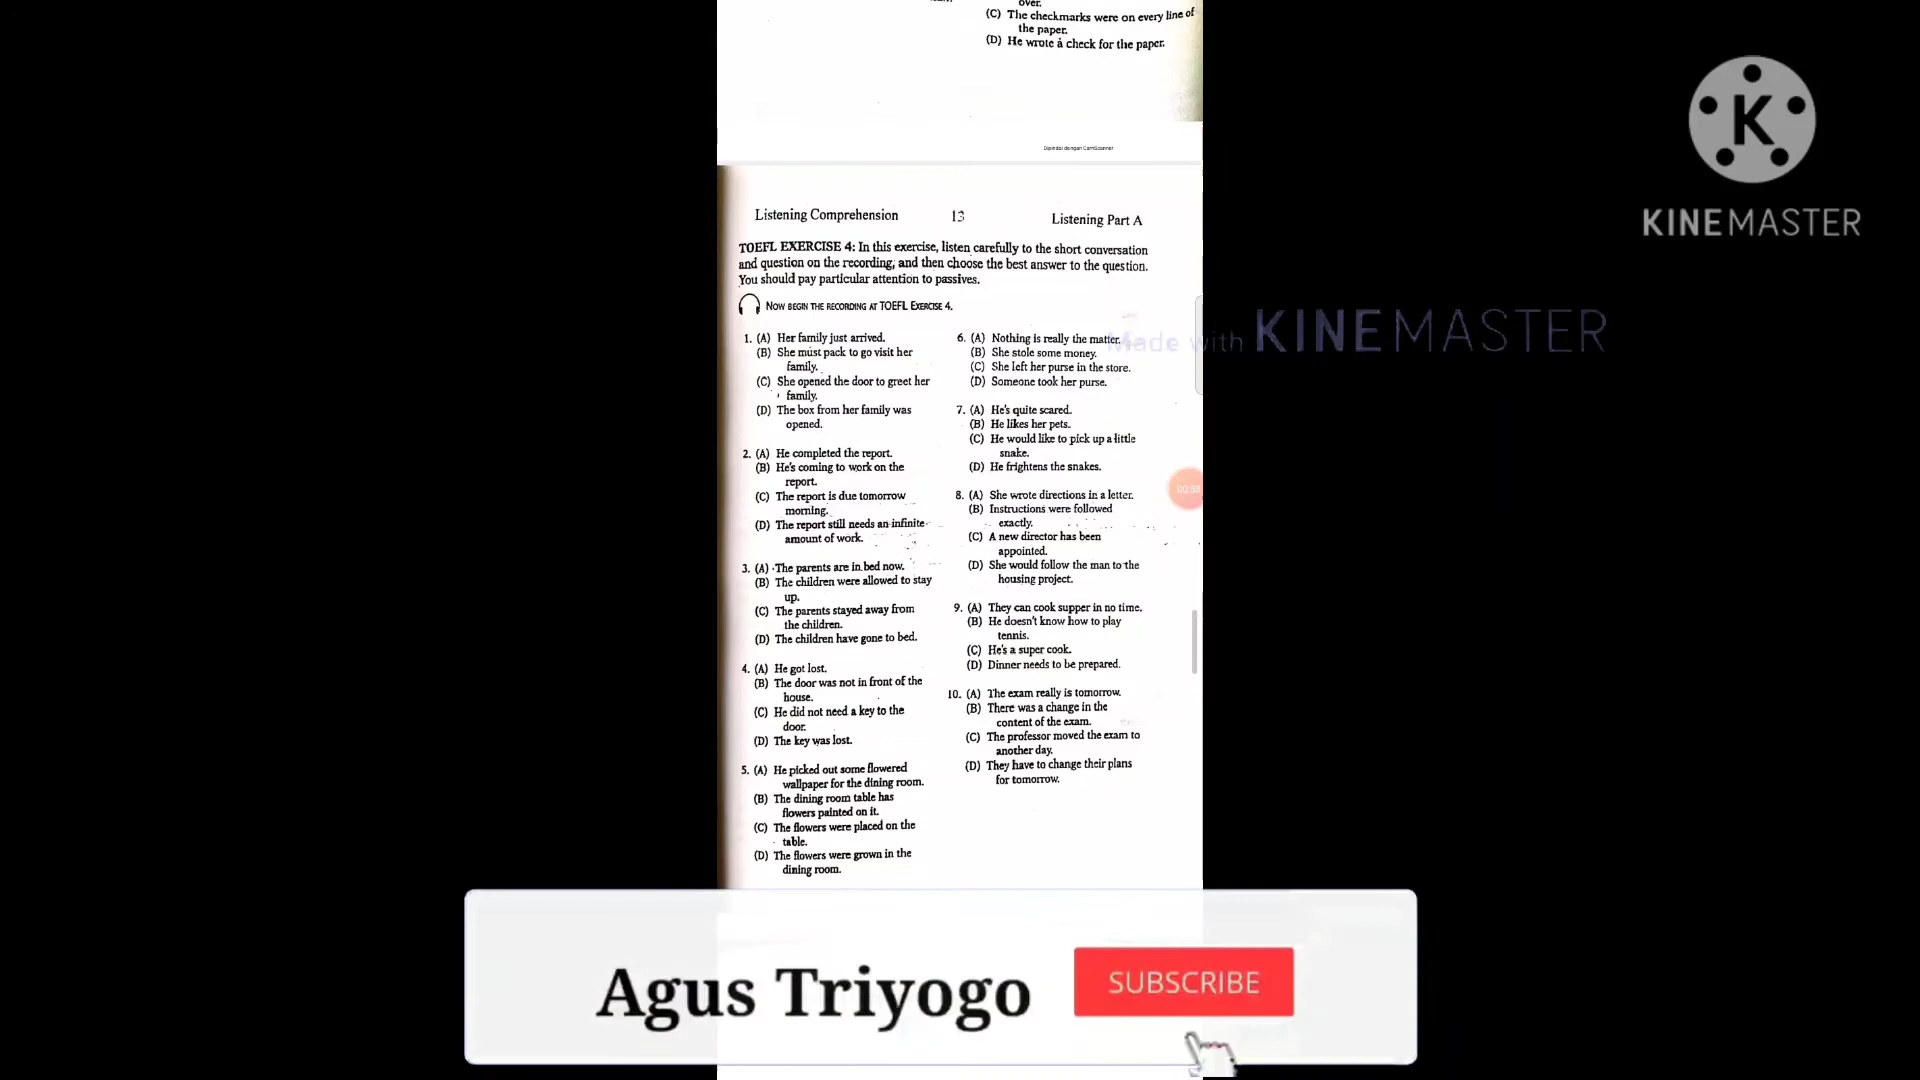 over.
(C) The checkmarks were on every line of
the paper.
(D) He wrote a check for the paper.
Dipindai dengan CamScanner
Listening Comprehension 13 Listening Part A
TOEFL EXERCISE 4: In this exercise, listen carefully to the short conversation
and question on the recording, and then choose the best answer to the question.
You should pay particular attention to passives.
NOW BEGIN THE RECORDING AT TOEFL EXERCISE 4.
1. (A) Her family just arrived.
(B) She must pack to go visit her
family.
(C) She opened the door to greet her
family.
(D) The box from her family was
opened.
2. (A) He completed the report.
(B) He's coming to work on the
report.
(C) The report is due tomorrow
morning.
(D) The report still needs an infinite
amount of work.
3. (A) The parents are in bed now.
(B) The children were allowed to stay
up.
(C) The parents stayed away from
the children.
(D) The children have gone to bed.
4. (A) He got lost.
(B) The door was not in front of the
house.
(C) He did not need a key to the
door.
(D) The key was lost.
5. (A) He picked out some flowered
wallpaper for the dining room.
(B) The dining room table has
flowers painted on it.
(C) The flowers were placed on the
table.
(D) The flowers were grown in the
dining room.
6. (A) Nothing is really the matter.
(B) She stole some money.
(C) She left her purse in the store.
(D) Someone took her purse.
7. (A) He's quite scared.
(B) He likes her pets.
(C) He would like to pick up a little
snake.
(D) He frightens the snakes.
8. (A) She wrote directions in a letter.
(B) Instructions were followed
exactly.
(C) A new director has been
appointed.
(D) She would follow the man to the
housing project.
9. (A) They can cook supper in no time.
(B) He doesn't know how to play
tennis.
(C) He's a super cook.
(D) Dinner needs to be prepared.
10. (A) The exam really is tomorrow.
(B) There was a change in the
content of the exam.
(C) The professor moved the exam to
another day.
(D) They have to change their plans
for tomorrow.
00:58
K
KINEMASTER
Made with KINEMASTER
Agus Triyogo
SUBSCRIBE